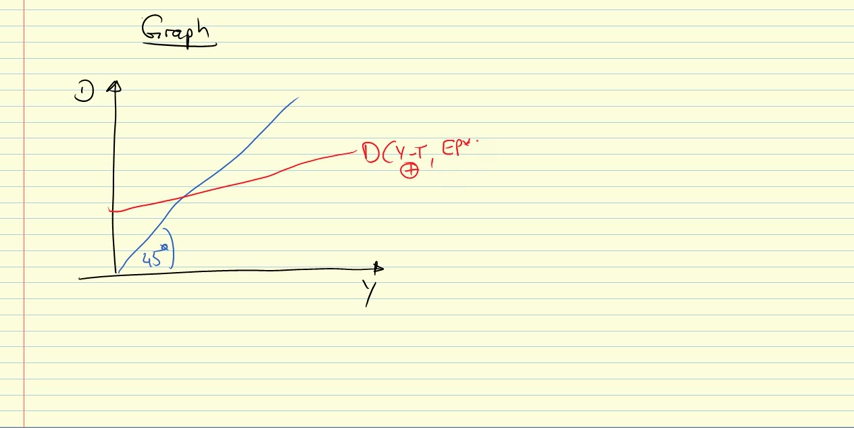 Graph
D
D(Y-T, EP*
⊕
45°
Y